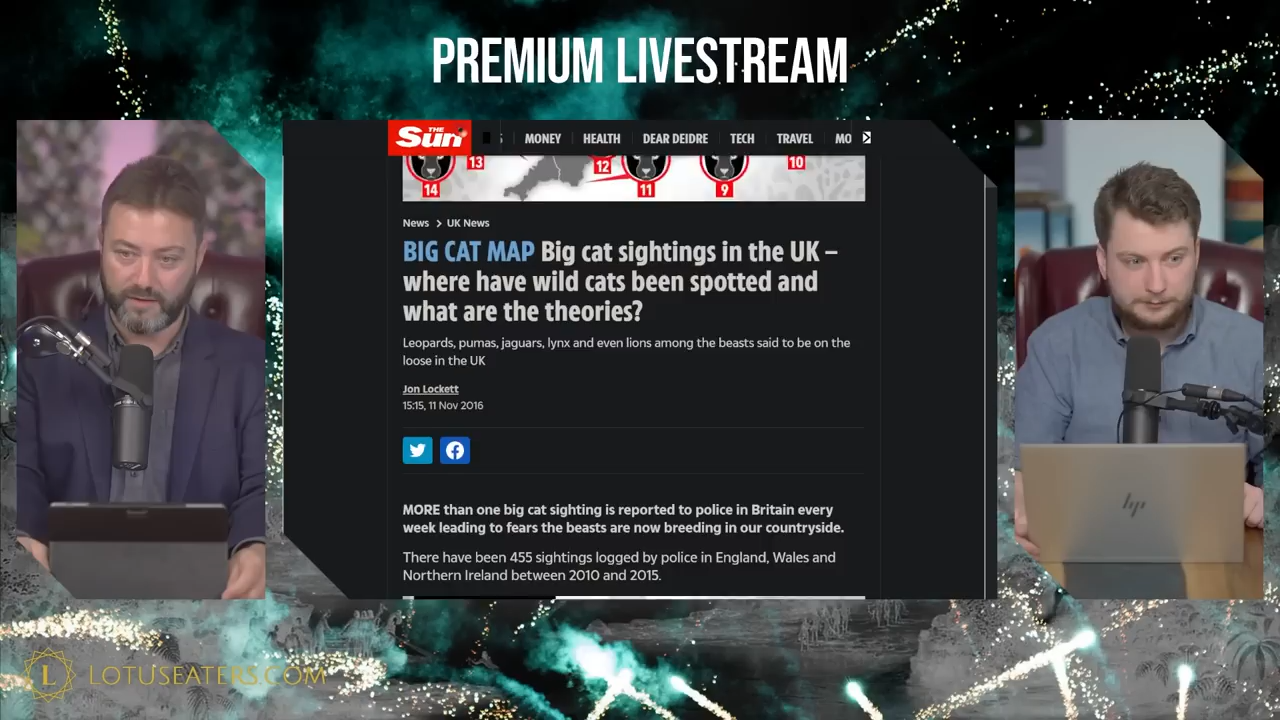 PREMIUM LIVESTREAM
THE
Sun
MONEY
HEALTH
DEAR DEIDRE
TECH
TRAVEL
MO
13
12
10
14
11
9
News > UK News
BIG CAT MAP Big cat sightings in the UK –
where have wild cats been spotted and
what are the theories?
Leopards, pumas, jaguars, lynx and even lions among the beasts said to be on the
loose in the UK
Jon Lockett
15:15, 11 Nov 2016
MORE than one big cat sighting is reported to police in Britain every
week leading to fears the beasts are now breeding in our countryside.
There have been 455 sightings logged by police in England, Wales and
Northern Ireland between 2010 and 2015.
hp
L LOTUSEATERS.COM